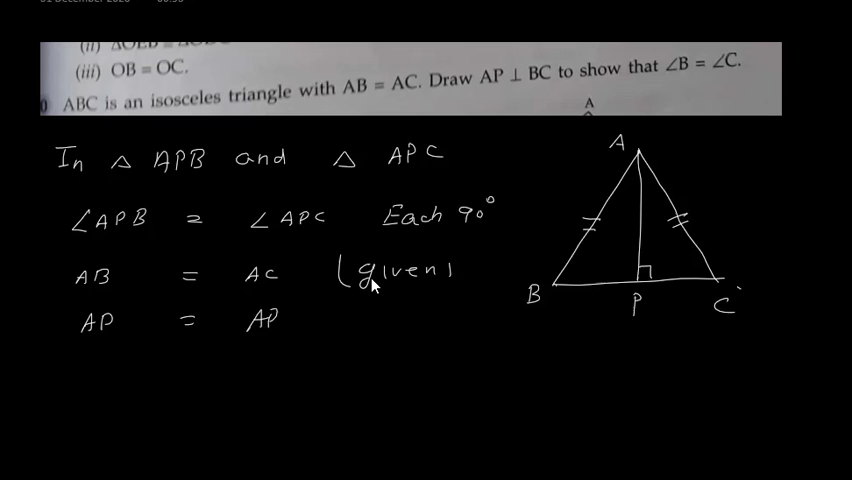 (iii) OB = OC.
0 ABC is an isosceles triangle with AB = AC. Draw AP ⊥ BC to show that ∠B = ∠C.
A
In △ APB and △ APC
∠APB = ∠APC Each 90°
AB = AC (given)
AP = AP
A
B
P
C